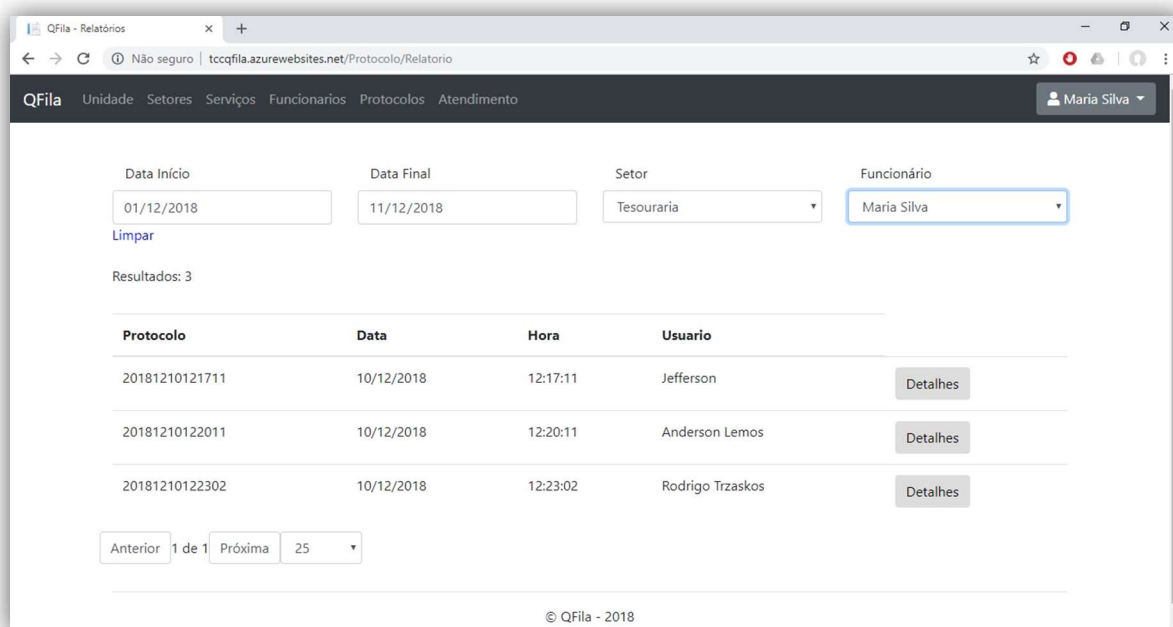 QFila - Relatórios
Não seguro | tccqfila.azurewebsites.net/Protocolo/Relatorio
QFila Unidade Setores Serviços Funcionarios Protocolos Atendimento Maria Silva
Data Início Data Final Setor Funcionário
01/12/2018 11/12/2018 Tesouraria Maria Silva
Limpar
Resultados: 3
Protocolo Data Hora Usuario
20181210121711 10/12/2018 12:17:11 Jefferson Detalhes
20181210122011 10/12/2018 12:20:11 Anderson Lemos Detalhes
20181210122302 10/12/2018 12:23:02 Rodrigo Trzaskos Detalhes
Anterior 1 de 1 Próxima 25
© QFila - 2018